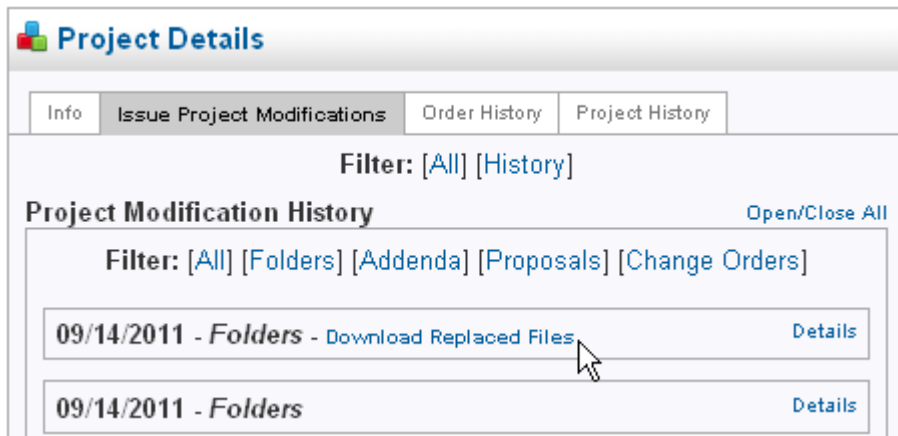 Project Details
Info Issue Project Modifications Order History Project History
Filter: [All] [History]
Project Modification History Open/Close All
Filter: [All] [Folders] [Addenda] [Proposals] [Change Orders]
09/14/2011 - Folders - Download Replaced Files Details
09/14/2011 - Folders Details